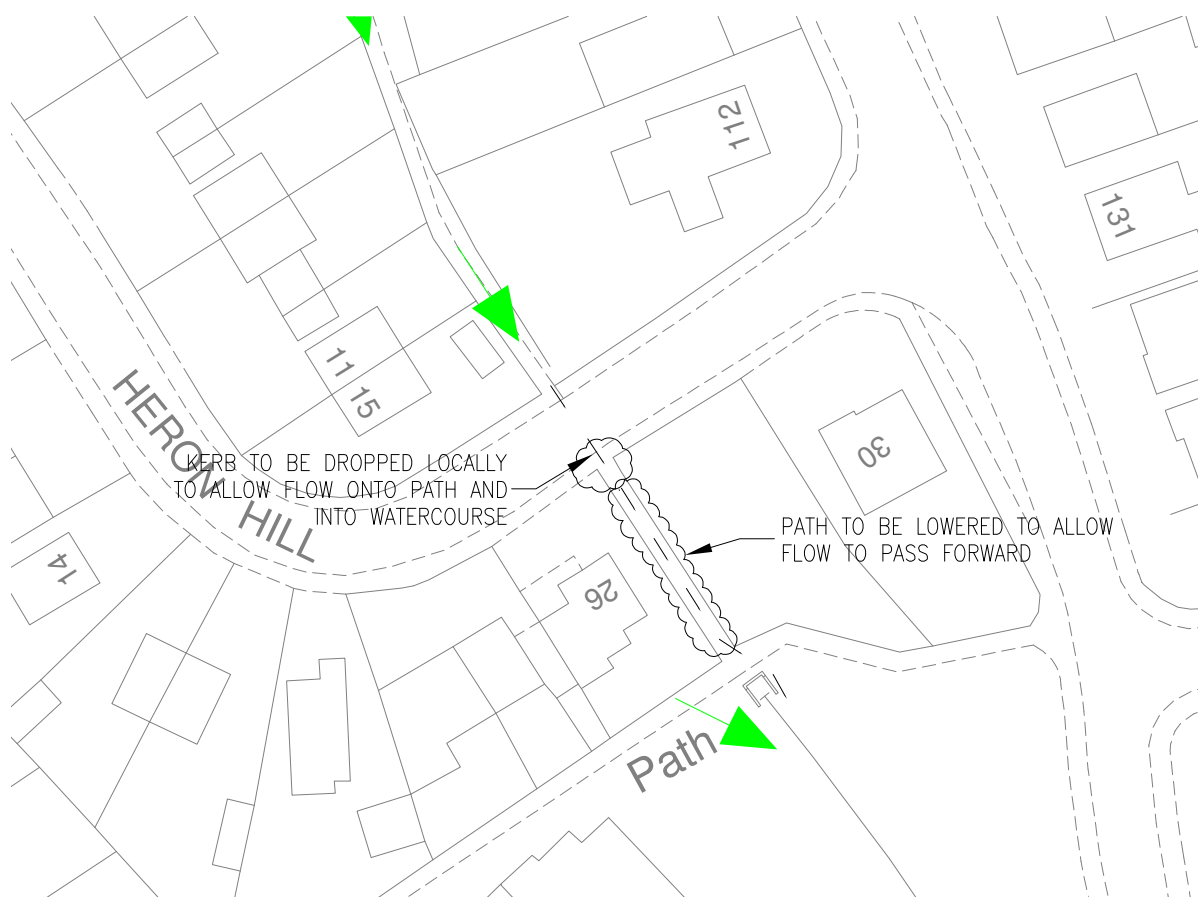 112
131
11
15
HERON HILL
KERB TO BE DROPPED LOCALLY
TO ALLOW FLOW ONTO PATH AND
INTO WATERCOURSE
30
PATH TO BE LOWERED TO ALLOW
FLOW TO PASS FORWARD
14
26
Path